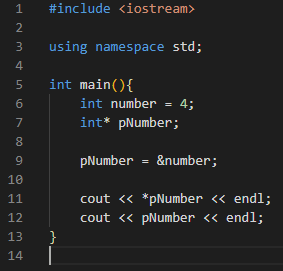 1 #include <iostream>
2
3 using namespace std;
4
5 int main(){
6     int number = 4;
7     int* pNumber;
8
9     pNumber = &number;
10
11     cout << *pNumber << endl;
12     cout << pNumber << endl;
13 }
14